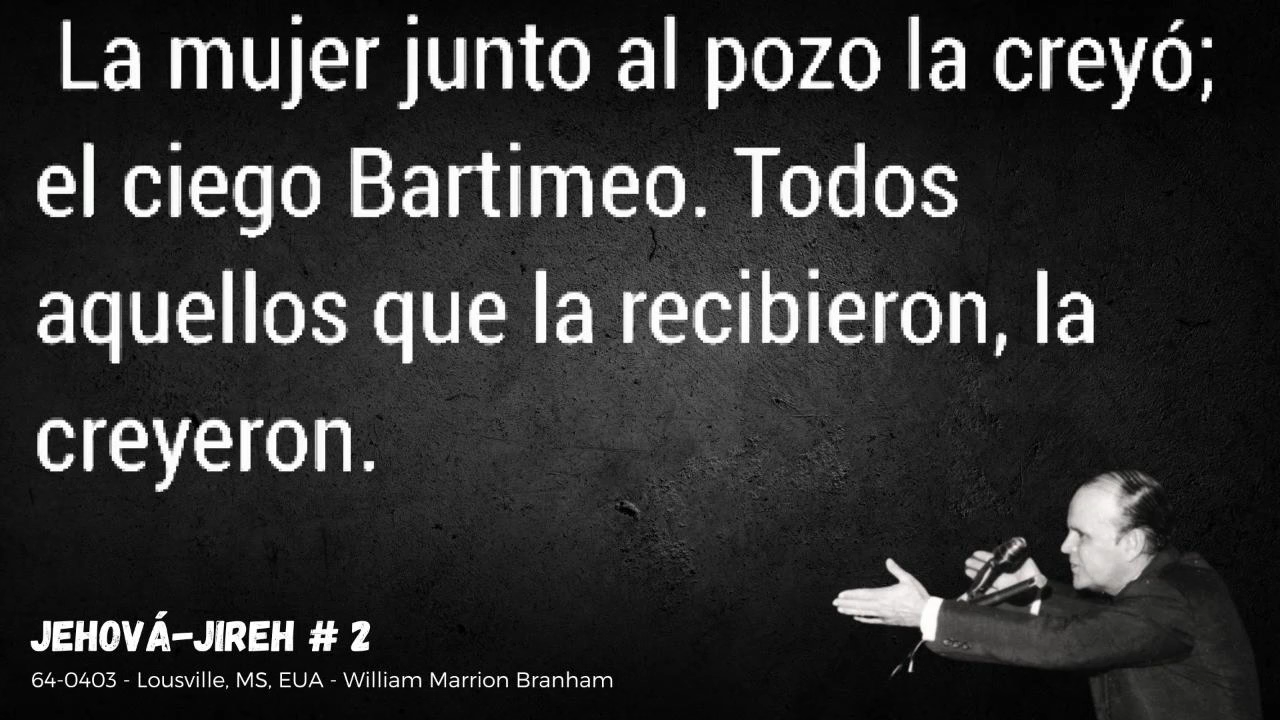 La mujer junto al pozo la creyó;
el ciego Bartimeo. Todos
aquellos que la recibieron, la
creyeron.
JEHOVÁ-JIREH # 2
64-0403 - Lousville, MS, EUA - William Marrion Branham